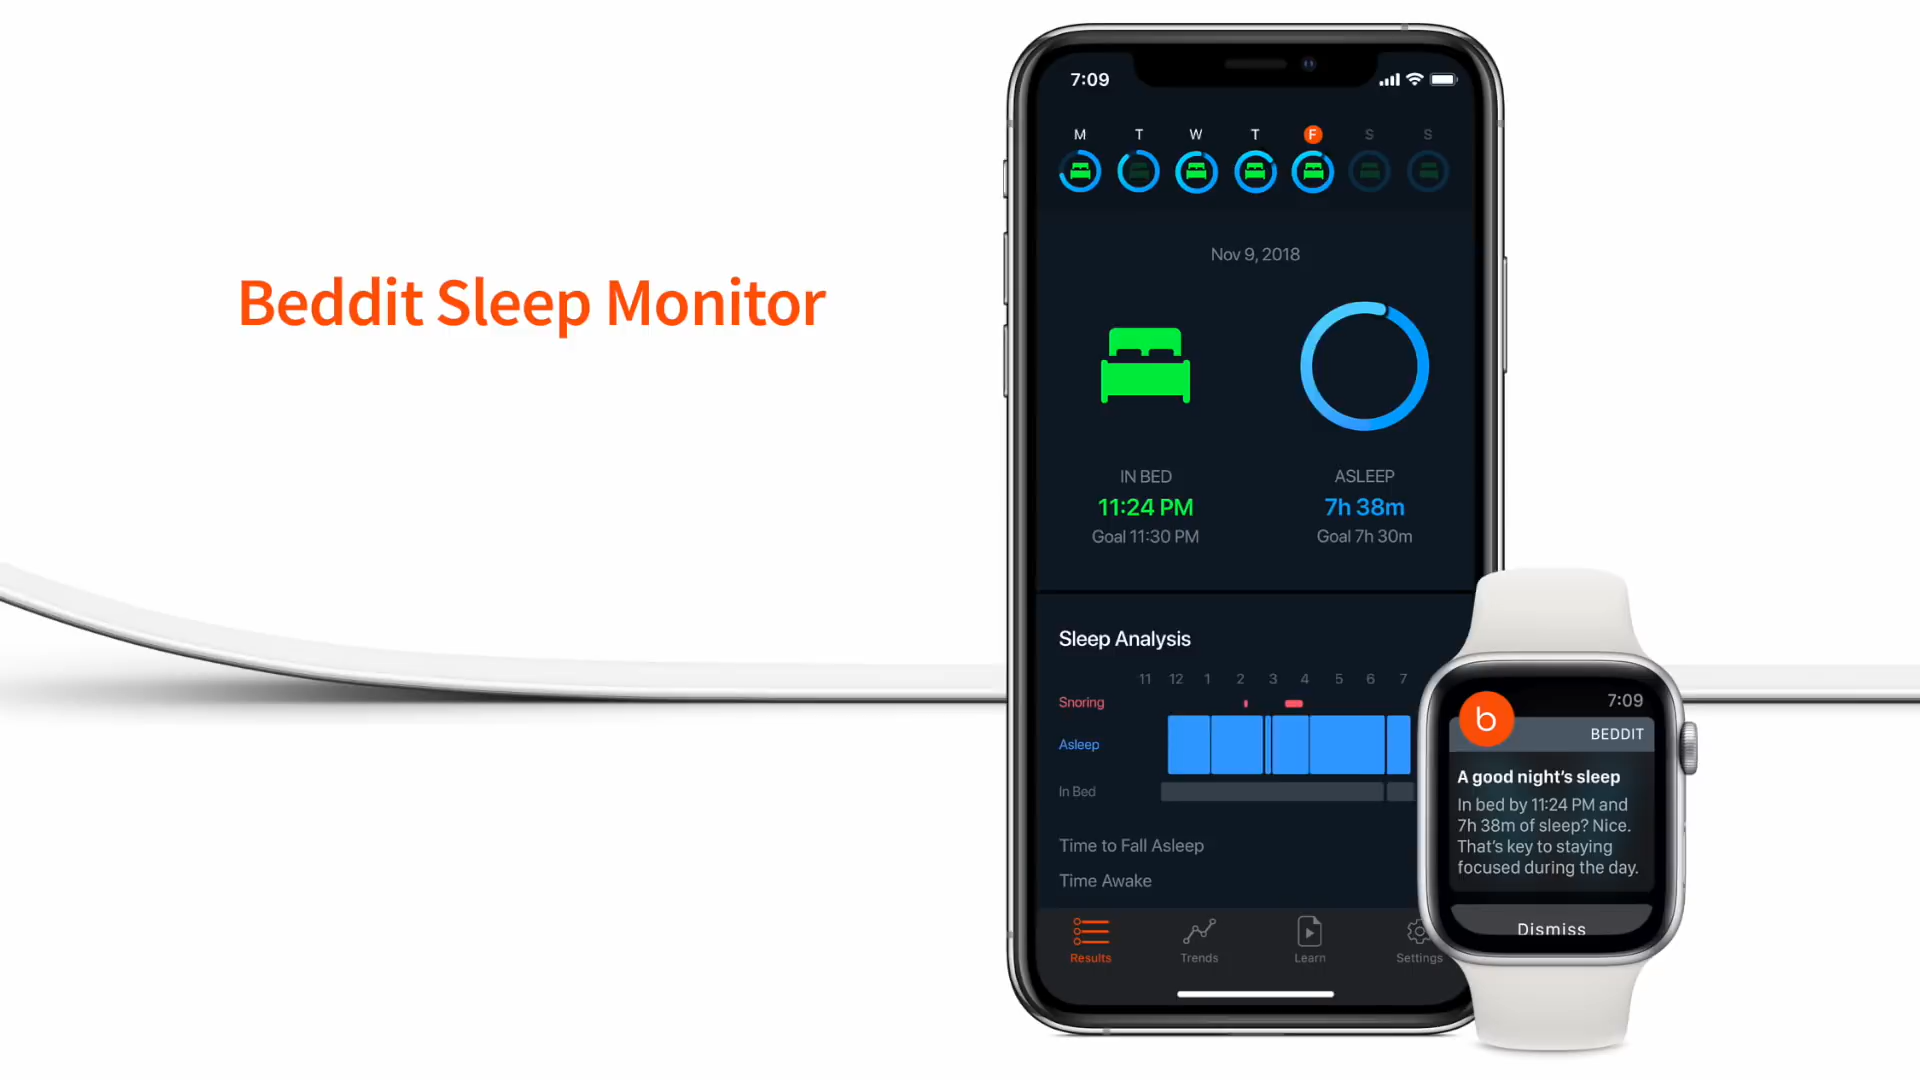 Beddit Sleep Monitor
7:09
M T W T F S S
Nov 9, 2018
IN BED
11:24 PM
Goal 11:30 PM
ASLEEP
7h 38m
Goal 7h 30m
Sleep Analysis
11 12 1 2 3 4 5 6 7
Snoring
Asleep
In Bed
Time to Fall Asleep
Time Awake
Results Trends Learn Settings
7:09
b
BEDDIT
A good night's sleep
In bed by 11:24 PM and
7h 38m of sleep? Nice.
That's key to staying
focused during the day.
Dismiss